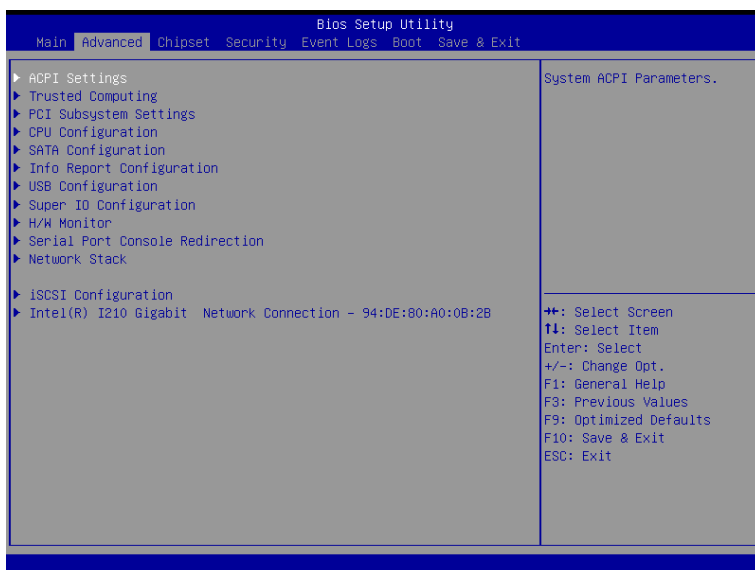 Bios Setup Utility
Main Advanced Chipset Security Event Logs Boot Save & Exit
ACPI Settings
Trusted Computing
PCI Subsystem Settings
CPU Configuration
SATA Configuration
Info Report Configuration
USB Configuration
Super IO Configuration
H/W Monitor
Serial Port Console Redirection
Network Stack
iSCSI Configuration
Intel(R) I210 Gigabit Network Connection - 94:DE:80:A0:0B:2B
System ACPI Parameters.
→←: Select Screen
↑↓: Select Item
Enter: Select
+/-: Change Opt.
F1: General Help
F3: Previous Values
F9: Optimized Defaults
F10: Save & Exit
ESC: Exit